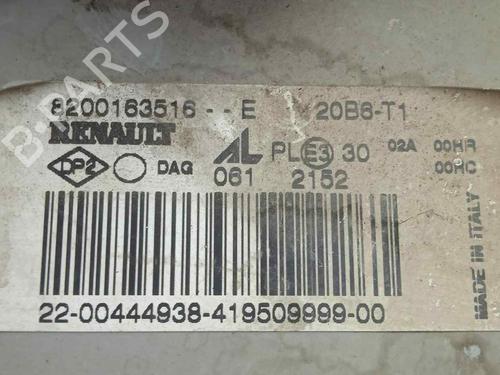 8200163516 -- E 20B6-T1
RENAULT
DP2 DAG AL PL E3 30 02A 00HR
061 2152 00HC
22-00444938-419509999-00
MADE IN ITALY
B-PARTS